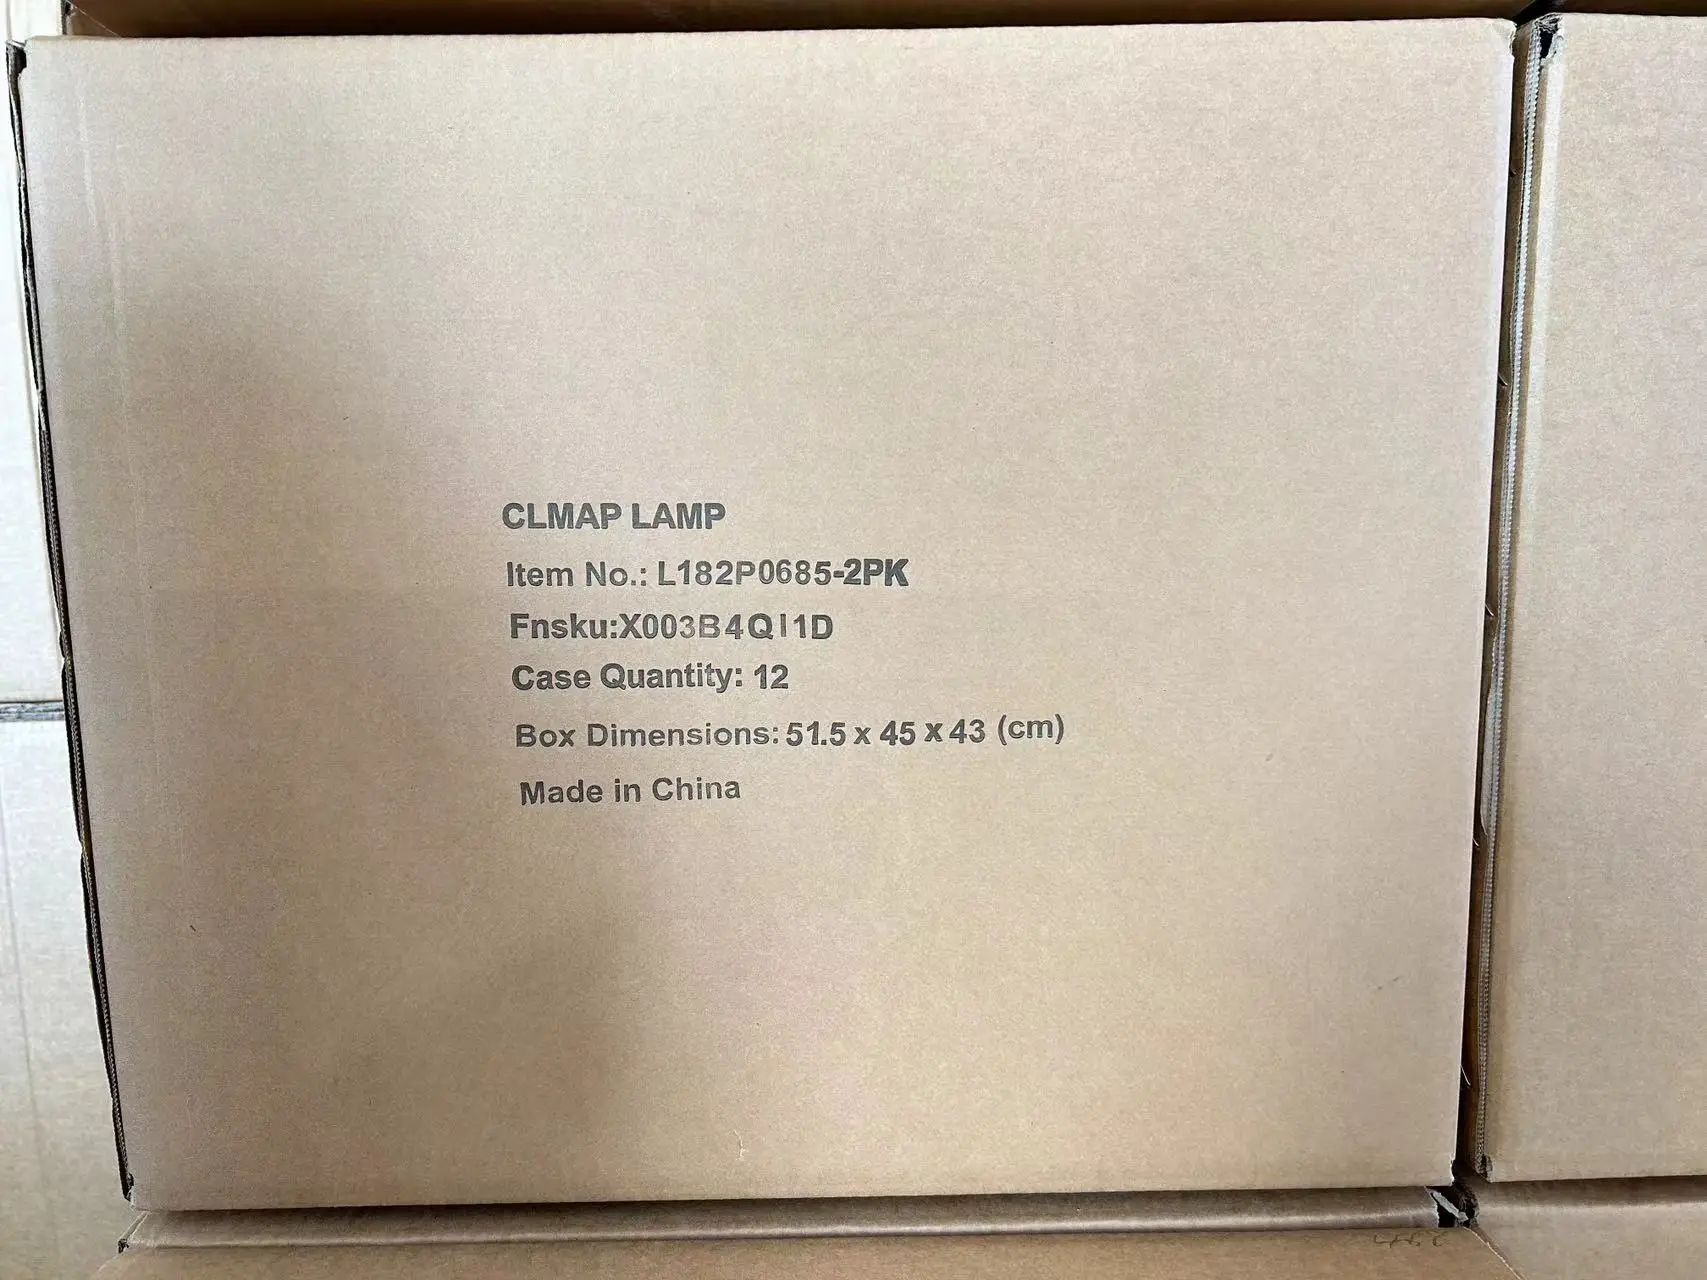 CLMAP LAMP
Item No.: L182P0685-2PK
Fnsku:X003B4QI1D
Case Quantity: 12
Box Dimensions: 51.5 x 45 x 43 (cm)
Made in China